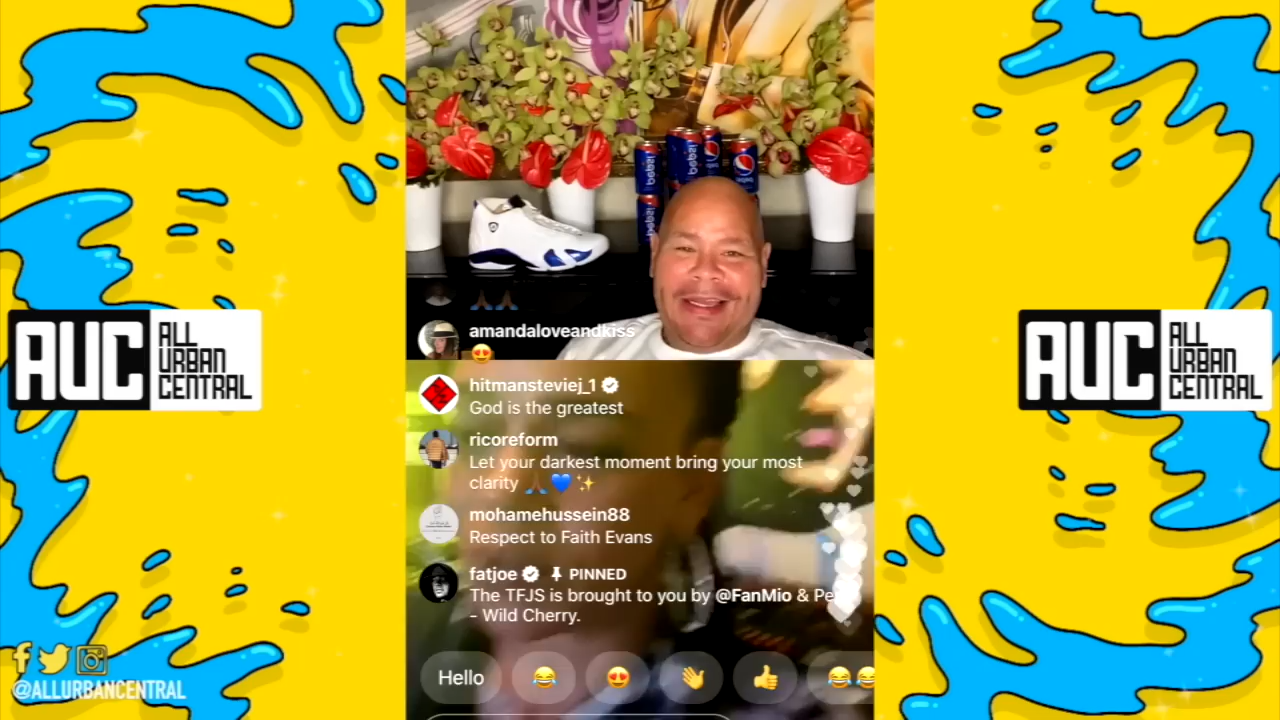 AUC
ALL
URBAN
CENTRAL
pepsi
pepsi
pepsi
amandaloveandkiss
😍
hitmansteviej_1
God is the greatest
ricoreform
Let your darkest moment bring your most
clarity 🙏🏾 💙 ✨
mohamehussein88
Respect to Faith Evans
fatjoe PINNED
The TFJS is brought to you by @FanMio & Pe
- Wild Cherry.
Hello 😂 😍 👋 👍 😂😂
AUC
ALL
URBAN
CENTRAL
@ALLURBANCENTRAL